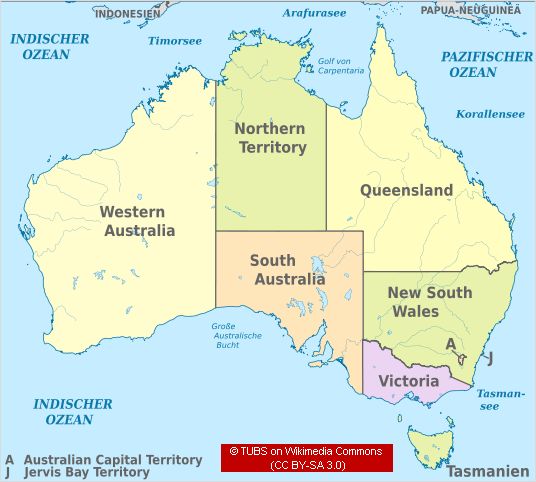 INDONESIEN
Arafurasee
PAPUA-NEUGUINEA
INDISCHER
OZEAN
Timorsee
Golf von
Carpentaria
PAZIFISCHER
OZEAN
Korallensee
Northern
Territory
Queensland
Western
Australia
South
Australia
New South
Wales
Große
Australische
Bucht
A
J
Victoria
Tasman-
see
INDISCHER
OZEAN
A Australian Capital Territory
J Jervis Bay Territory
© TUBS on Wikimedia Commons
(CC BY-SA 3.0)
Tasmanien